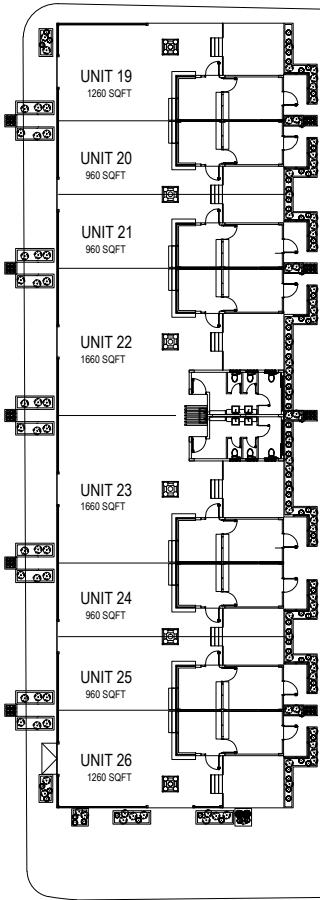 UNIT 19
1260 SQFT
UNIT 20
960 SQFT
UNIT 21
960 SQFT
UNIT 22
1660 SQFT
UNIT 23
1660 SQFT
UNIT 24
960 SQFT
UNIT 25
960 SQFT
UNIT 26
1260 SQFT